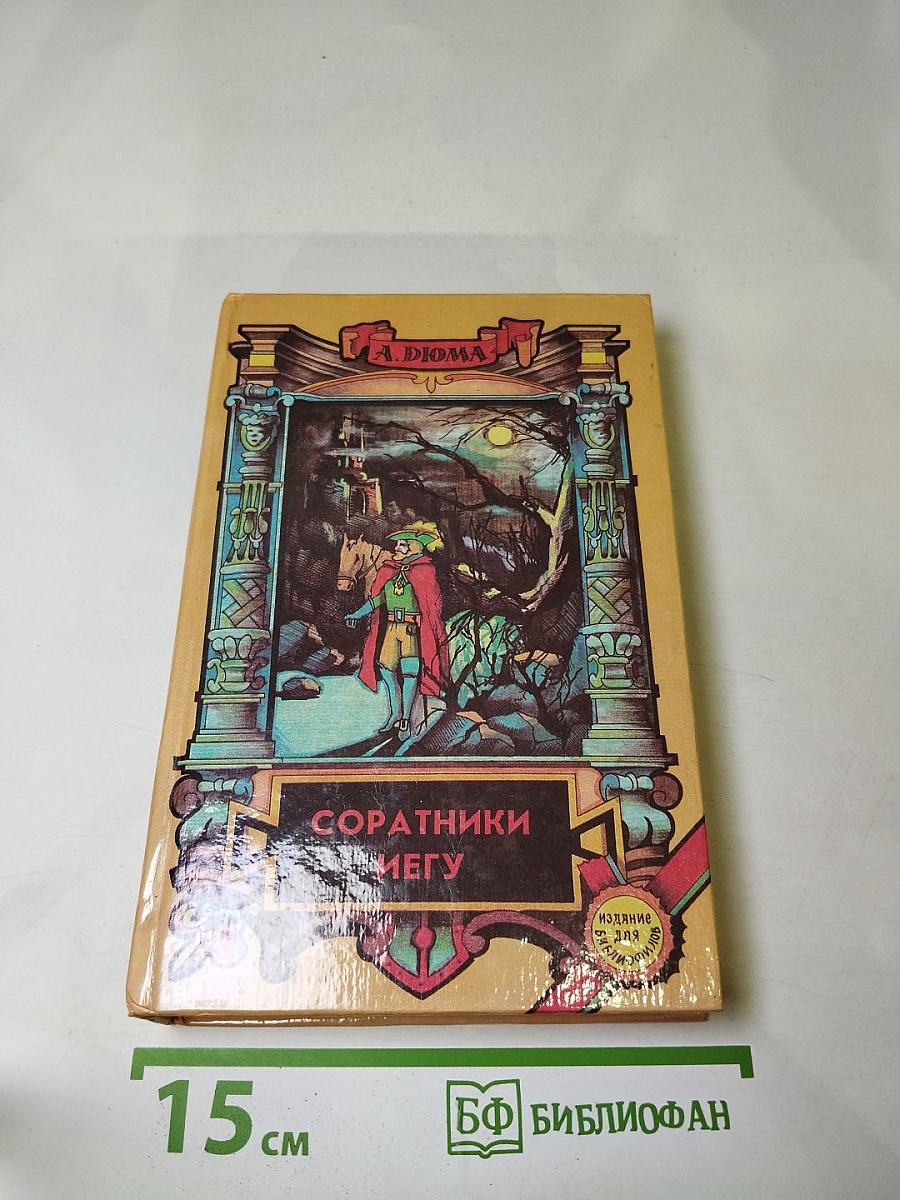 А. ДЮМА
СОРАТНИКИ
ИЕГУ
ИЗДАНИЕ
ДЛЯ
БИБЛИОФИЛОВ
15 см
БФ БИБЛИОФАН